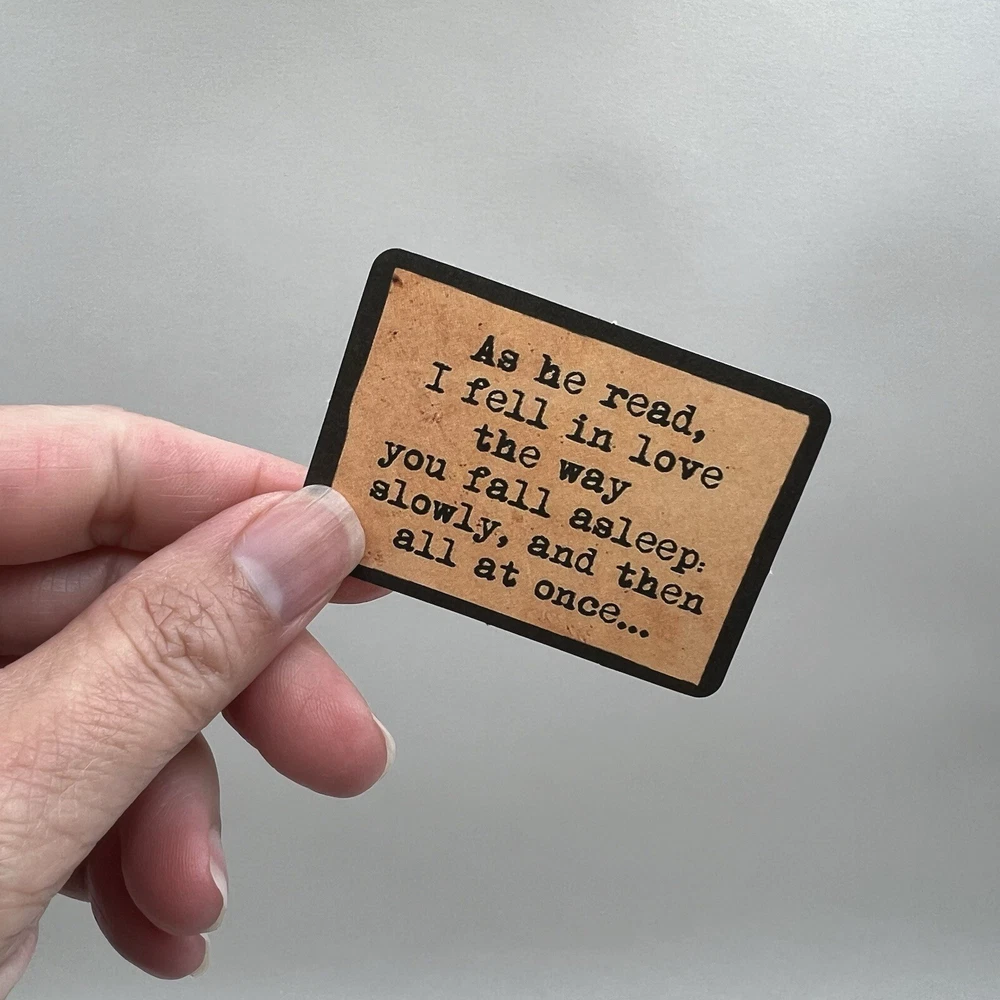 As he read,
I fell in love
the way
you fall asleep:
slowly, and then
all at once...